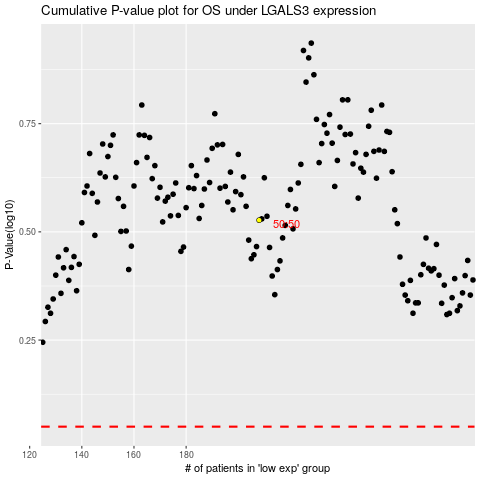 Cumulative P-value plot for OS under LGALS3 expression
P-Value(log10)
0.75
0.50
0.25
50:50
120 140 160 180
# of patients in 'low exp' group